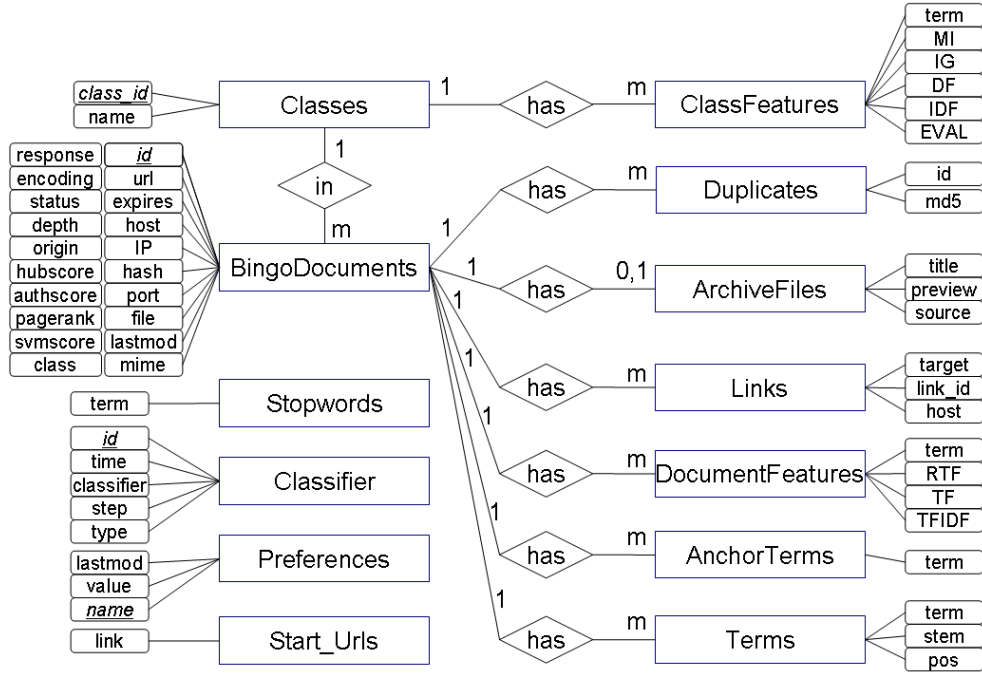 term
MI
IG
DF
IDF
EVAL
class_id
name
Classes
1
has
m
ClassFeatures
1
in
m
response
id
encoding
url
status
expires
depth
host
origin
IP
hubscore
hash
authscore
port
pagerank
file
svmscore
lastmod
class
mime
BingoDocuments
1
has
m
Duplicates
id
md5
1
has
0,1
ArchiveFiles
title
preview
source
1
has
m
Links
target
link_id
host
1
has
m
DocumentFeatures
term
RTF
TF
TFIDF
1
has
m
AnchorTerms
term
1
has
m
Terms
term
stem
pos
term
Stopwords
id
time
classifier
step
type
Classifier
lastmod
value
name
Preferences
link
Start_Urls